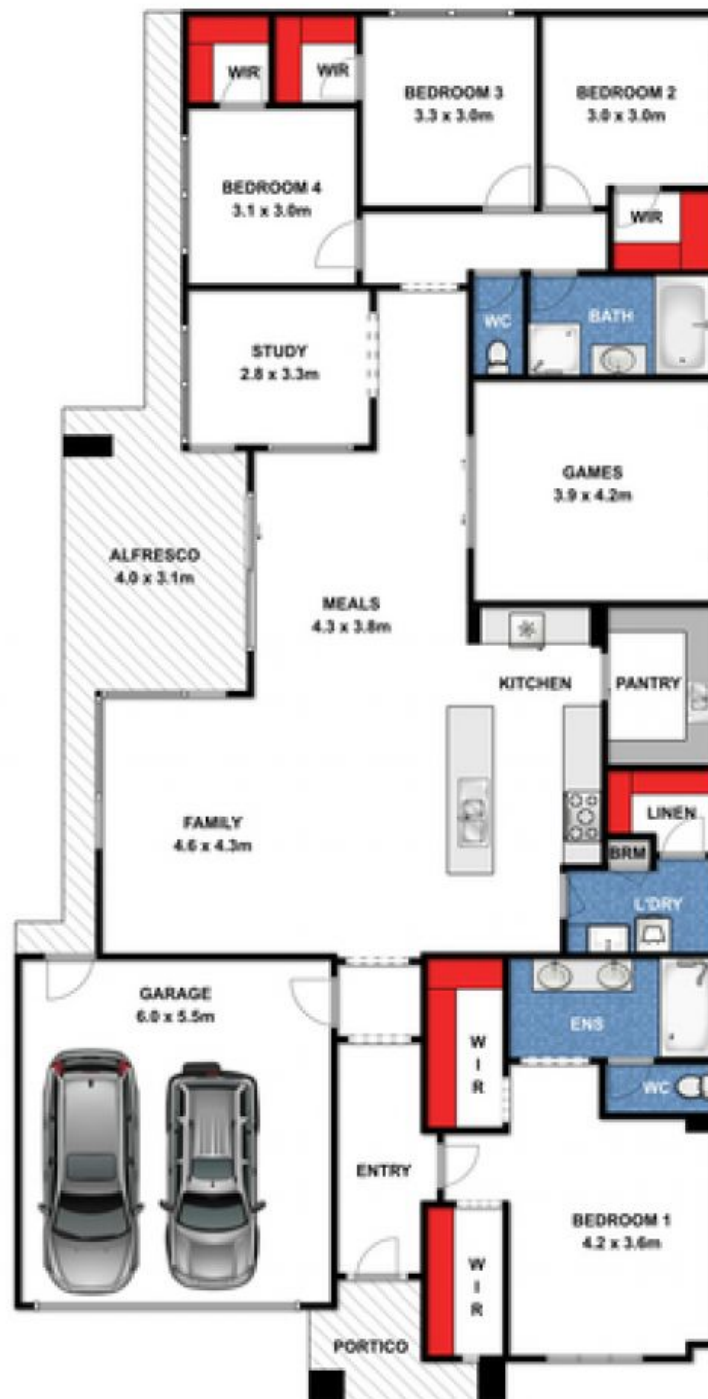 WIR
WIR
BEDROOM 3
3.3 x 3.0m
BEDROOM 2
3.0 x 3.0m
BEDROOM 4
3.1 x 3.0m
WIR
WC
BATH
STUDY
2.8 x 3.3m
GAMES
3.9 x 4.2m
ALFRESCO
4.0 x 3.1m
MEALS
4.3 x 3.8m
KITCHEN
PANTRY
FAMILY
4.6 x 4.3m
LINEN
BRM
L'DRY
GARAGE
6.0 x 5.5m
WIR
ENS
WC
ENTRY
BEDROOM 1
4.2 x 3.6m
WIR
PORTICO